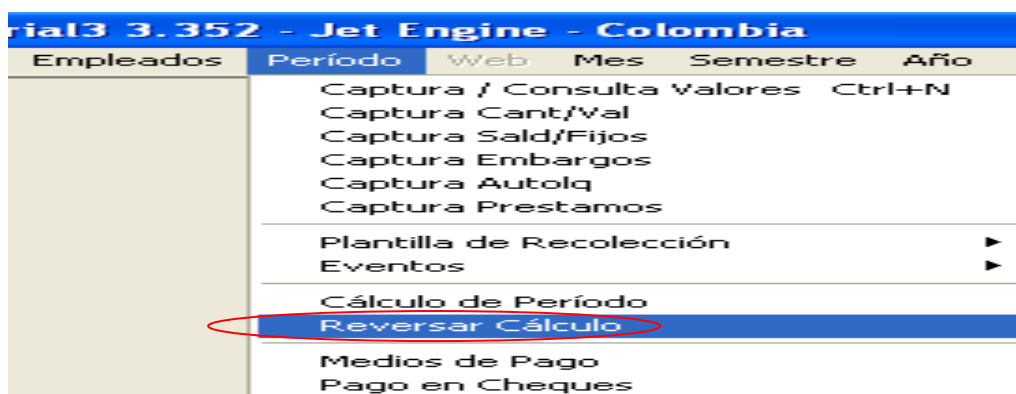 rial3 3.352 - Jet Engine - Colombia
Empleados Período Web Mes Semestre Año
Captura / Consulta Valores Ctrl+N
Captura Cant/Val
Captura Sald/Fijos
Captura Embargos
Captura Autolq
Captura Prestamos
Plantilla de Recolección
Eventos
Cálculo de Período
Reversar Cálculo
Medios de Pago
Pago en Cheques